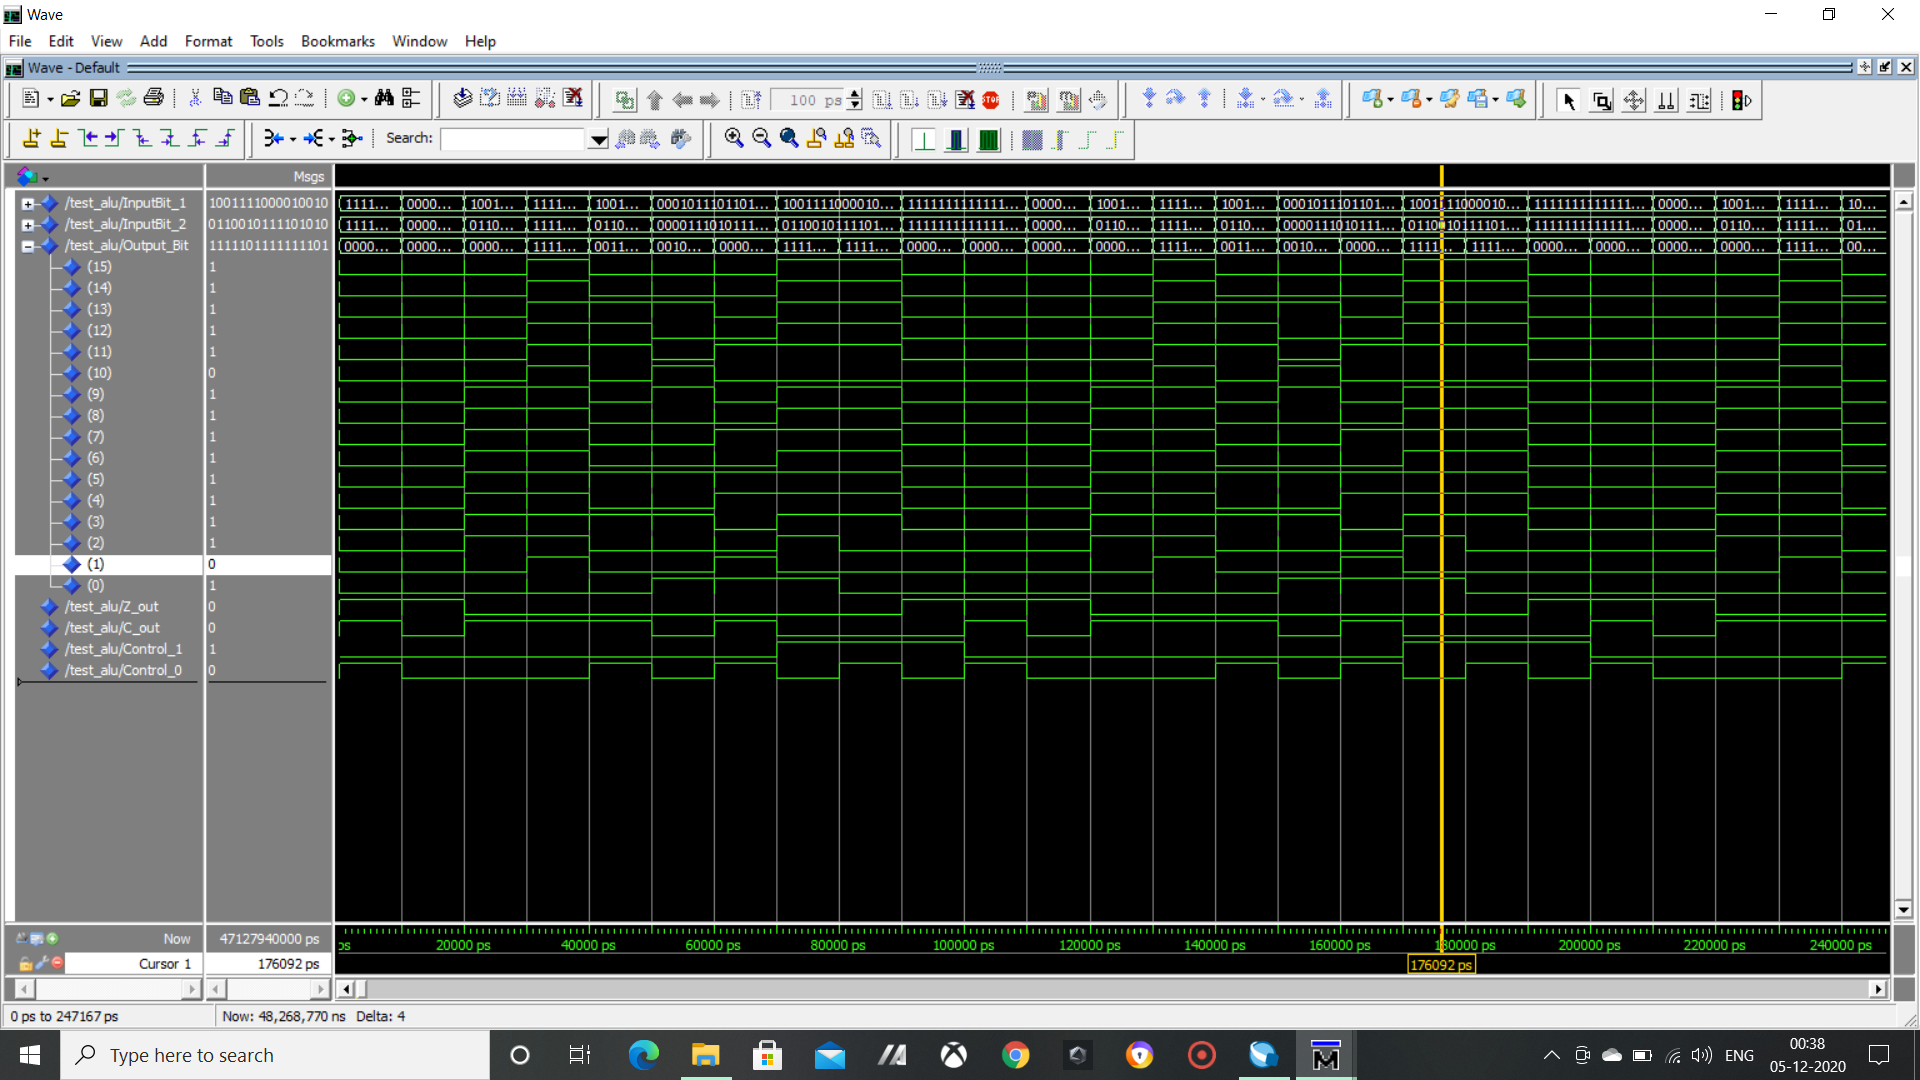 Wave
File Edit View Add Format Tools Bookmarks Window Help
Wave - Default
100 ps
STOP
Search:
Msgs
/test_alu/InputBit_1 1001111000010010 1111... 0000... 1001... 1111... 1001... 0001011101101... 1001111000010... 1111111111111... 0000... 1001... 1111... 1001... 0001011101101... 1001111000010... 1111111111111... 0000... 1001... 1111... 10...
/test_alu/InputBit_2 0110010111101010 1111... 0000... 0110... 1111... 0110... 0000111010111... 0110010111101... 1111111111111... 0000... 0110... 1111... 0110... 0000111010111... 0110010111101... 1111111111111... 0000... 0110... 1111... 01...
/test_alu/Output_Bit 1111101111111101 0000... 0000... 0000... 1111... 0011... 0010... 0000... 1111... 1111... 0000... 0000... 0000... 0000... 1111... 0011... 0010... 0000... 1111... 1111... 0000... 0000... 0000... 0000... 1111... 00...
(15) 1
(14) 1
(13) 1
(12) 1
(11) 1
(10) 0
(9) 1
(8) 1
(7) 1
(6) 1
(5) 1
(4) 1
(3) 1
(2) 1
(1) 0
(0) 1
/test_alu/Z_out 0
/test_alu/C_out 0
/test_alu/Control_1 1
/test_alu/Control_0 0
Now 47127940000 ps
ps 20000 ps 40000 ps 60000 ps 80000 ps 100000 ps 120000 ps 140000 ps 160000 ps 180000 ps 200000 ps 220000 ps 240000 ps
Cursor 1 176092 ps 176092 ps
0 ps to 247167 ps Now: 48,268,770 ns Delta: 4
Type here to search
ENG
00:38
05-12-2020